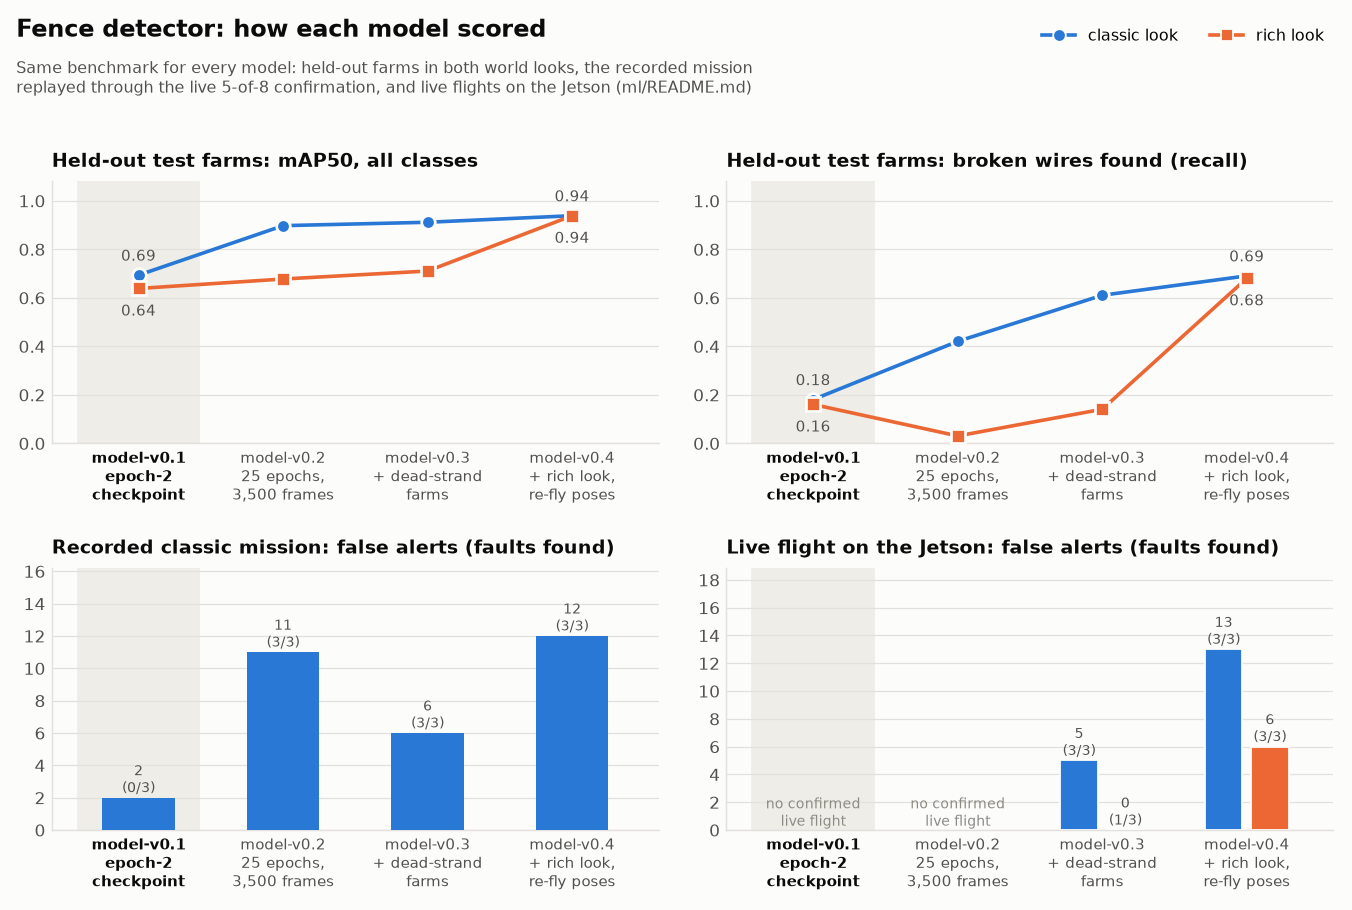 Fence detector: how each model scored
classic look
rich look
Same benchmark for every model: held-out farms in both world looks, the recorded mission
replayed through the live 5-of-8 confirmation, and live flights on the Jetson (ml/README.md)
Held-out test farms: mAP50, all classes
1.0
0.8
0.6
0.4
0.2
0.0
0.69
0.64
0.94
0.94
model-v0.1
epoch-2
checkpoint
model-v0.2
25 epochs,
3,500 frames
model-v0.3
+ dead-strand
farms
model-v0.4
+ rich look,
re-fly poses
Held-out test farms: broken wires found (recall)
1.0
0.8
0.6
0.4
0.2
0.0
0.18
0.16
0.69
0.68
model-v0.1
epoch-2
checkpoint
model-v0.2
25 epochs,
3,500 frames
model-v0.3
+ dead-strand
farms
model-v0.4
+ rich look,
re-fly poses
Recorded classic mission: false alerts (faults found)
16
14
12
10
8
6
4
2
0
2
(0/3)
11
(3/3)
6
(3/3)
12
(3/3)
model-v0.1
epoch-2
checkpoint
model-v0.2
25 epochs,
3,500 frames
model-v0.3
+ dead-strand
farms
model-v0.4
+ rich look,
re-fly poses
Live flight on the Jetson: false alerts (faults found)
18
16
14
12
10
8
6
4
2
0
no confirmed
live flight
no confirmed
live flight
5
(3/3)
0
(1/3)
13
(3/3)
6
(3/3)
model-v0.1
epoch-2
checkpoint
model-v0.2
25 epochs,
3,500 frames
model-v0.3
+ dead-strand
farms
model-v0.4
+ rich look,
re-fly poses